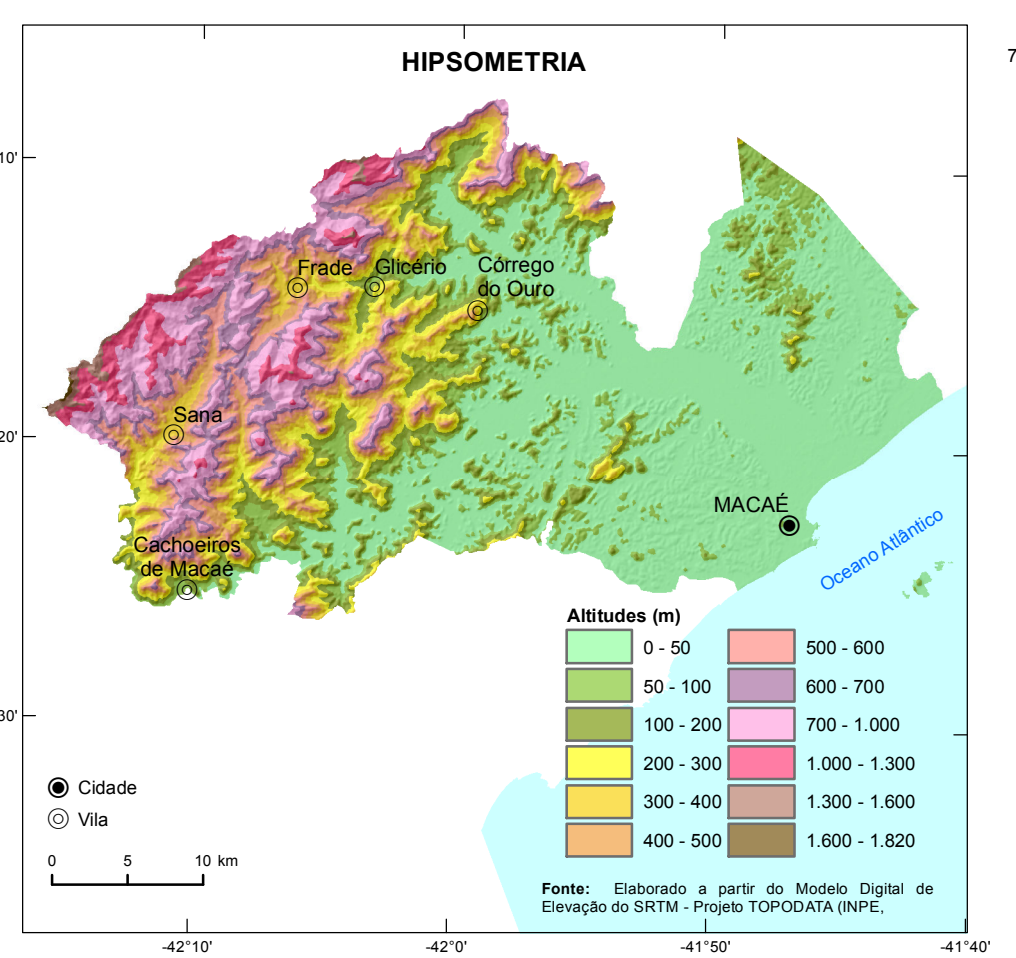 HIPSOMETRIA
7
10'
Frade
Glicério
Córrego
do Ouro
Sana
20'
MACAÉ
Cachoeiros
de Macaé
Oceano Atlântico
Altitudes (m)
0 - 50
50 - 100
100 - 200
200 - 300
300 - 400
400 - 500
500 - 600
600 - 700
700 - 1.000
1.000 - 1.300
1.300 - 1.600
1.600 - 1.820
30'
Cidade
Vila
0 5 10 km
Fonte: Elaborado a partir do Modelo Digital de
Elevação do SRTM - Projeto TOPODATA (INPE,
-42°10' -42°0' -41°50' -41°40'